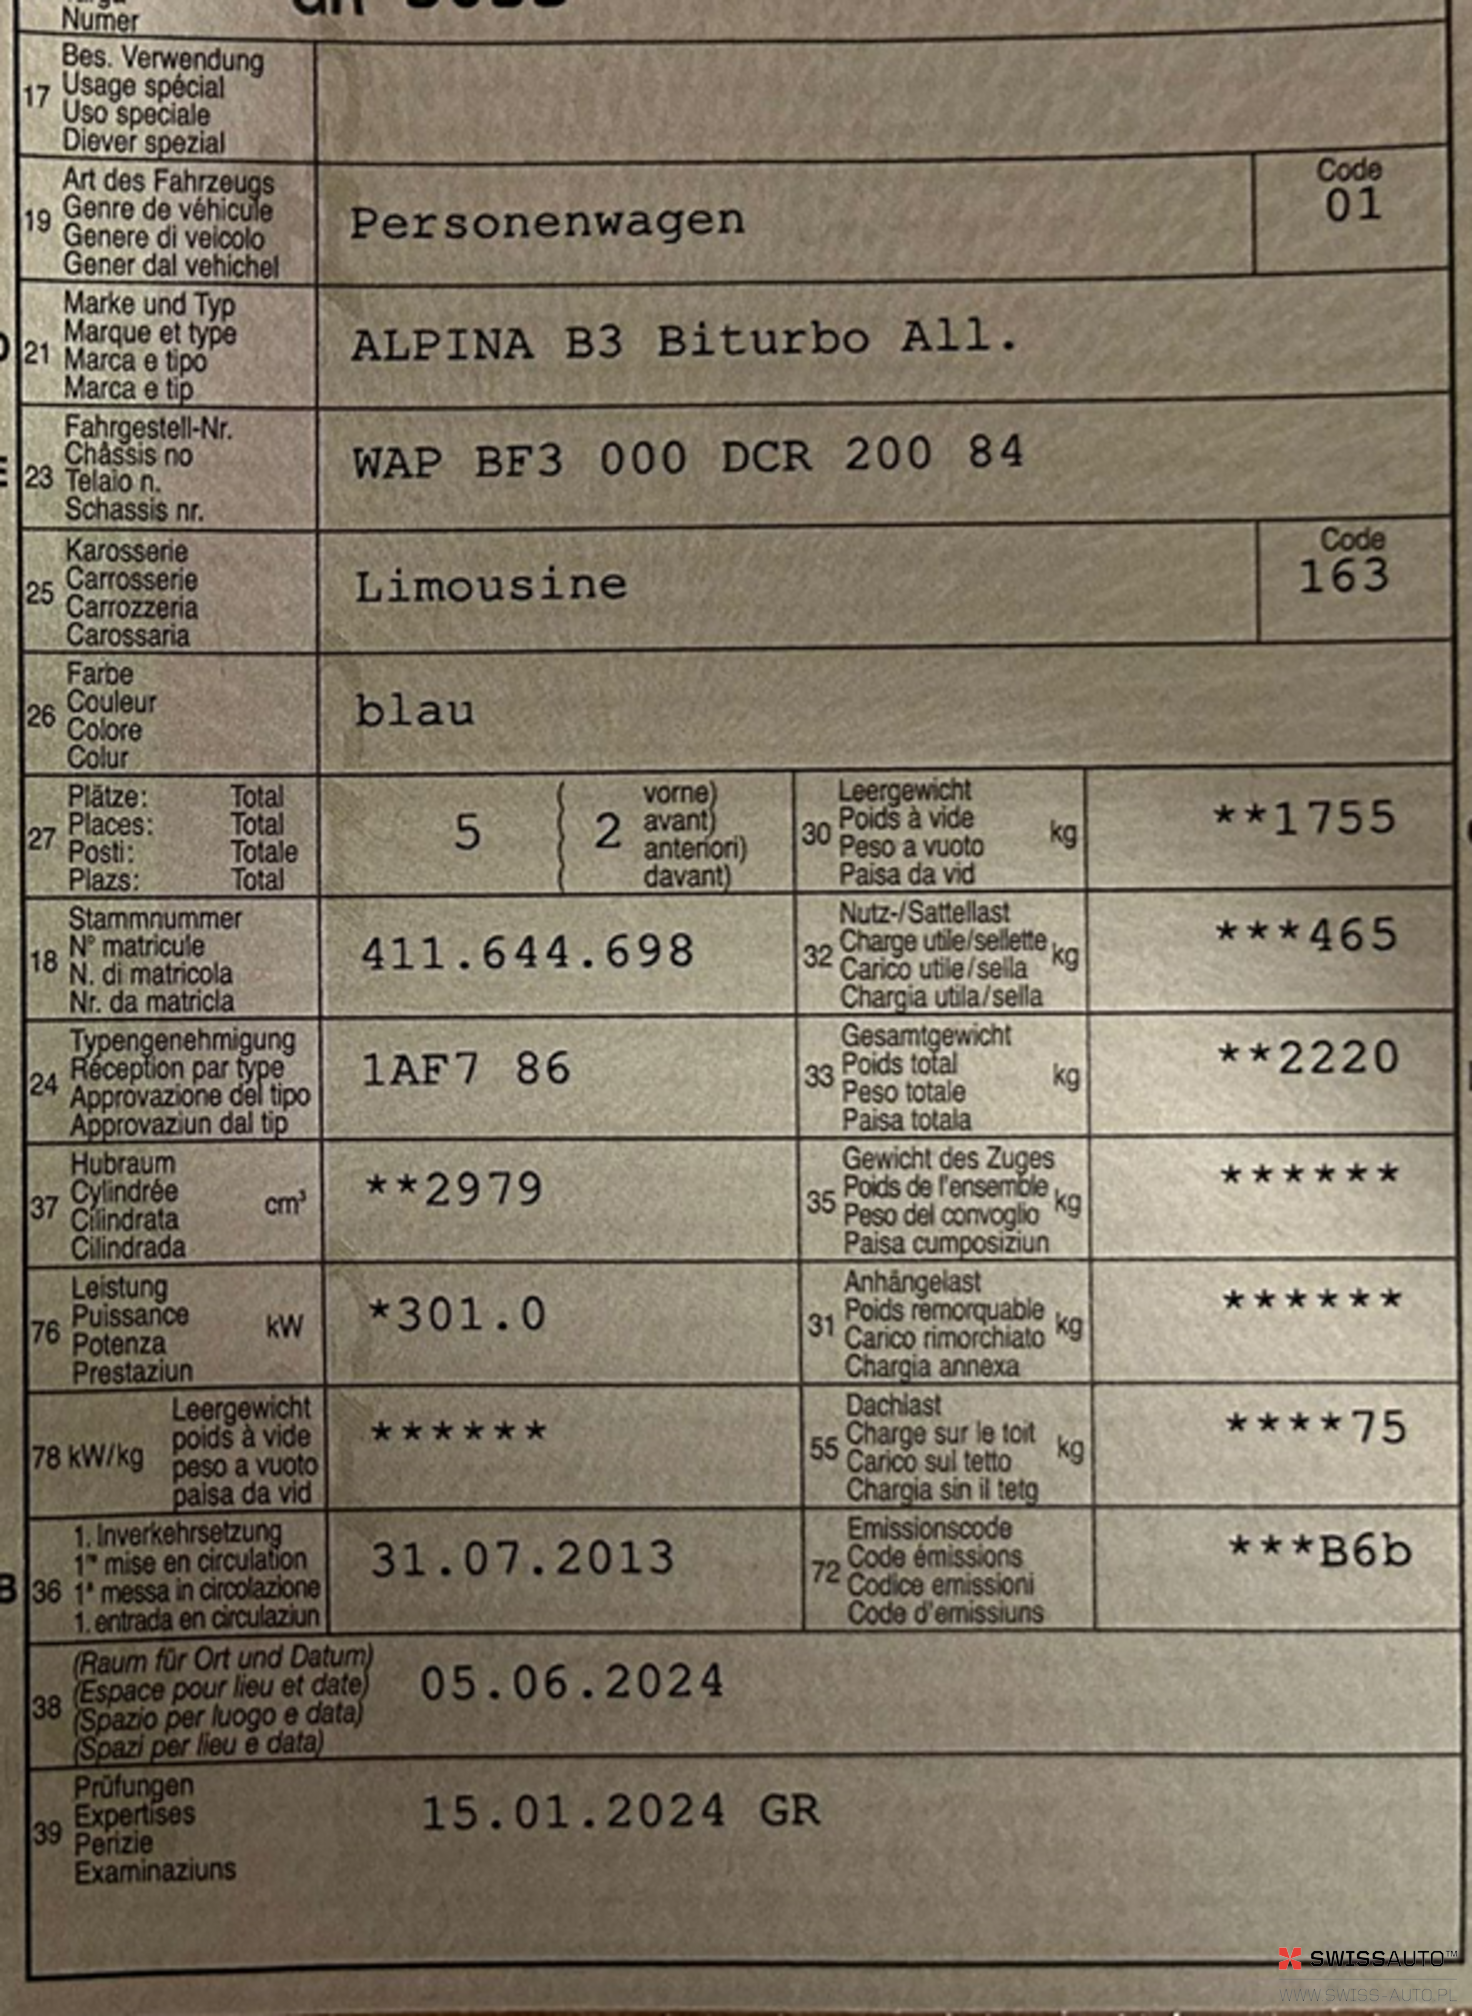 Numer
17 Bes. Verwendung
Usage spécial
Uso speciale
Diever spezial
19 Art des Fahrzeugs
Genre de véhicule
Genere di veicolo
Gener dal vehichel
Personenwagen
Code
01
21 Marke und Typ
Marque et type
Marca e tipo
Marca e tip
ALPINA B3 Biturbo All.
23 Fahrgestell-Nr.
Châssis no
Telaio n.
Schassis nr.
WAP BF3 000 DCR 200 84
25 Karosserie
Carrosserie
Carrozzeria
Carossaria
Limousine
Code
163
26 Farbe
Couleur
Colore
Colur
blau
27 Plätze: Total
Places: Total
Posti: Totale
Plazs: Total
5 ( 2 vorne)
avant)
anteriori)
davant)
30 Leergewicht
Poids à vide
Peso a vuoto
Paisa da vid
kg
**1755
18 Stammnummer
N° matricule
N. di matricola
Nr. da matricla
411.644.698
32 Nutz-/Sattellast
Charge utile/sellette
Carico utile/sella
Chargia utila/sella
kg
***465
24 Typengenehmigung
Réception par type
Approvazione del tipo
Approvaziun dal tip
1AF7 86
33 Gesamtgewicht
Poids total
Peso totale
Paisa totala
kg
**2220
37 Hubraum
Cylindrée
Cilindrata
Cilindrada
cm³
**2979
35 Gewicht des Zuges
Poids de l'ensemble
Peso del convoglio
Paisa cumposiziun
kg
******
76 Leistung
Puissance
Potenza
Prestaziun
kW
*301.0
31 Anhängelast
Poids remorquable
Carico rimorchiato
Chargia annexa
kg
******
78 kW/kg
Leergewicht
poids à vide
peso a vuoto
paisa da vid
******
55 Dachlast
Charge sur le toit
Carico sul tetto
Chargia sin il tetg
kg
****75
36 1. Inverkehrsetzung
1re mise en circulation
1a messa in circolazione
1. entrada en circulaziun
31.07.2013
72 Emissionscode
Code émissions
Codice emissioni
Code d'emissiuns
***B6b
38 (Raum für Ort und Datum)
(Espace pour lieu et date)
(Spazio per luogo e data)
(Spazi per lieu e data)
05.06.2024
39 Prüfungen
Expertises
Perizie
Examinaziuns
15.01.2024 GR
SWISSAUTO™
WWW.SWISS-AUTO.PL